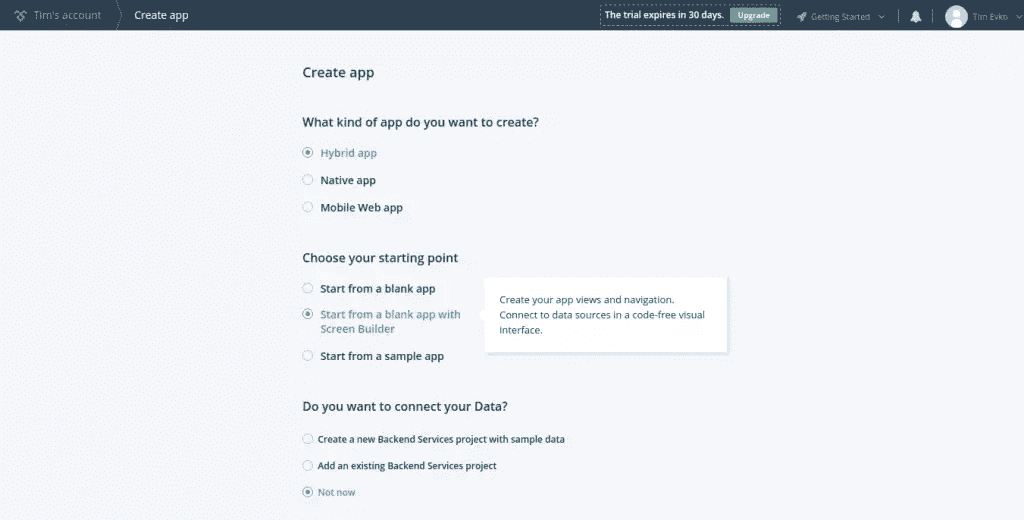 Tim's account
Create app
The trial expires in 30 days.
Upgrade
Getting Started
Tim Evko
Create app
What kind of app do you want to create?
Hybrid app
Native app
Mobile Web app
Choose your starting point
Start from a blank app
Start from a blank app with
Screen Builder
Start from a sample app
Create your app views and navigation.
Connect to data sources in a code-free visual
interface.
Do you want to connect your Data?
Create a new Backend Services project with sample data
Add an existing Backend Services project
Not now